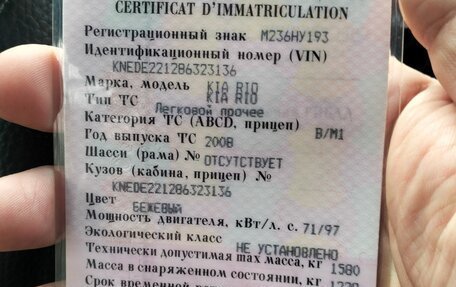 CERTIFICAT D'IMMATRICULATION
Регистрационный знак М236НУ193
Идентификационный номер (VIN)
KNEDE221286323136
Марка, модель KIA RIO
Тип ТС KIA RIO
Легковой прочее
Категория ТС (ABCD, прицеп) B/M1
Год выпуска ТС 2008
Шасси (рама) № ОТСУТСТВУЕТ
Кузов (кабина, прицеп) №
KNEDE221286323136
Цвет БЕЖЕВЫЙ
Мощность двигателя, кВт/л. с. 71/97
Экологический класс НЕ УСТАНОВЛЕНО
Технически допустимая max масса, кг 1580
Масса в снаряженном состоянии, кг
Срок временной